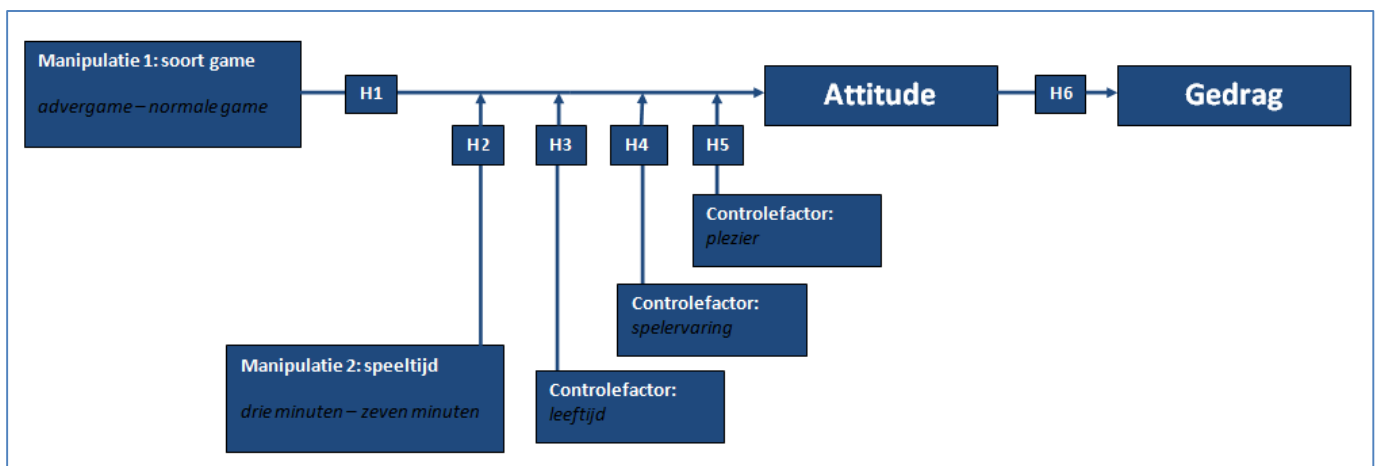 Manipulatie 1: soort game
advergame – normale game
H1
Attitude
H6
Gedrag
H2
H3
H4
H5
Controlefactor:
plezier
Controlefactor:
spelervaring
Manipulatie 2: speeltijd
drie minuten – zeven minuten
Controlefactor:
leeftijd